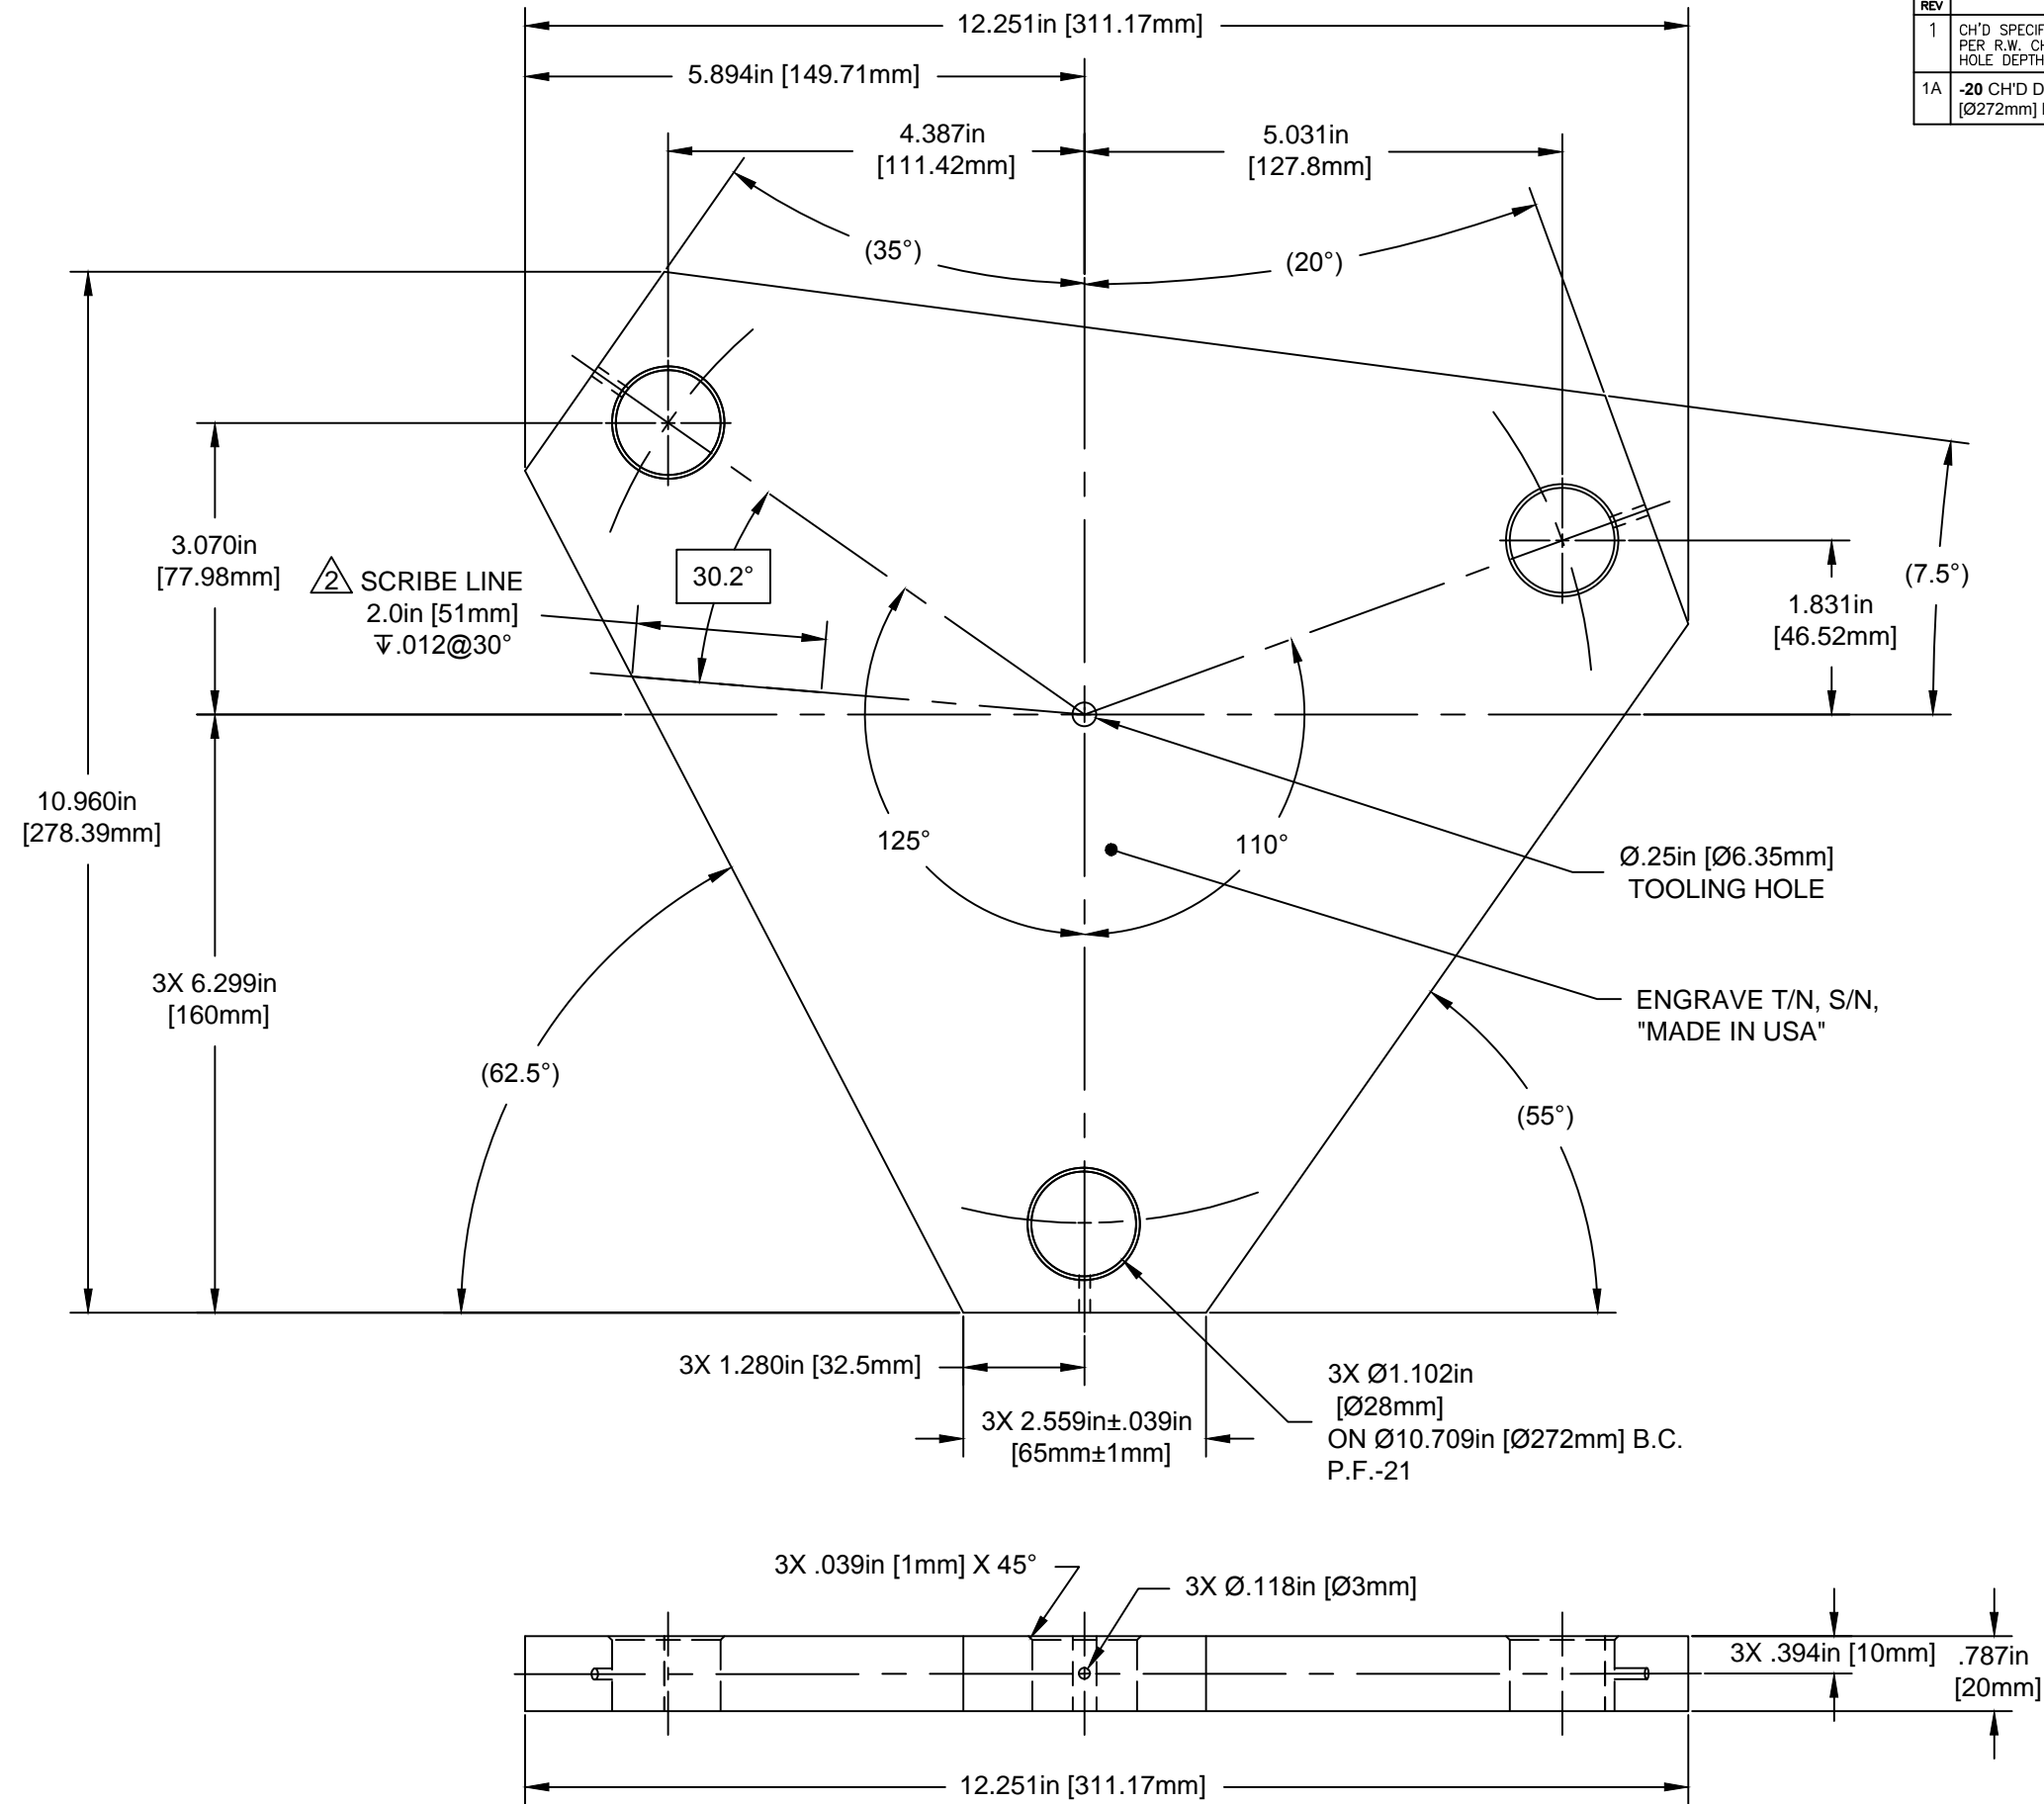 12.251in [311.17mm]
5.894in [149.71mm]
4.387in
[111.42mm]
5.031in
[127.8mm]
REV
1 CH'D SPECIF
PER R.W. CH
HOLE DEPTH
1A -20 CH'D D
[Ø272mm]
(35°)
(20°)
3.070in
[77.98mm]
2 SCRIBE LINE
2.0in [51mm]
↧.012@30°
30.2°
(7.5°)
1.831in
[46.52mm]
10.960in
[278.39mm]
125°
110°
Ø.25in [Ø6.35mm]
TOOLING HOLE
3X 6.299in
[160mm]
ENGRAVE T/N, S/N,
"MADE IN USA"
(62.5°)
(55°)
3X 1.280in [32.5mm]
3X 2.559in±.039in
[65mm±1mm]
3X Ø1.102in
[Ø28mm]
ON Ø10.709in [Ø272mm] B.C.
P.F.-21
3X .039in [1mm] X 45°
3X Ø.118in [Ø3mm]
3X .394in [10mm]
.787in
[20mm]
12.251in [311.17mm]